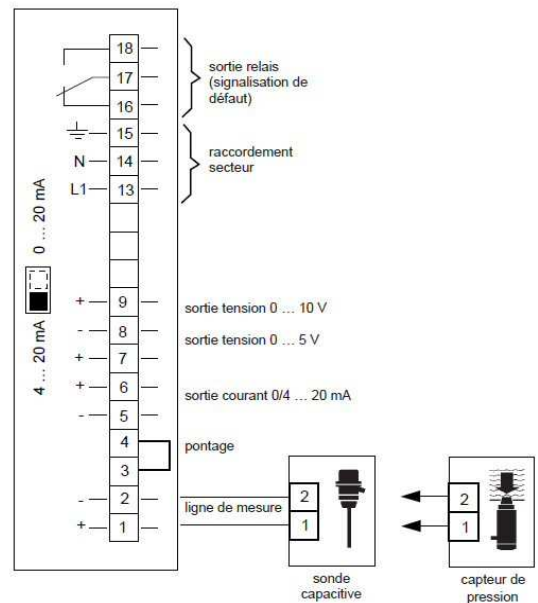 18
17
16
sortie relais
(signalisation de
défaut)
15
N 14
L1 13
raccordement
secteur
0 ... 20 mA
4 ... 20 mA
+ 9
sortie tension 0 ... 10 V
- 8
sortie tension 0 ... 5 V
+ 7
+ 6
sortie courant 0/4 ... 20 mA
- 5
4
pontage
3
- 2
ligne de mesure
+ 1
2
1
sonde
capacitive
2
1
capteur de
pression